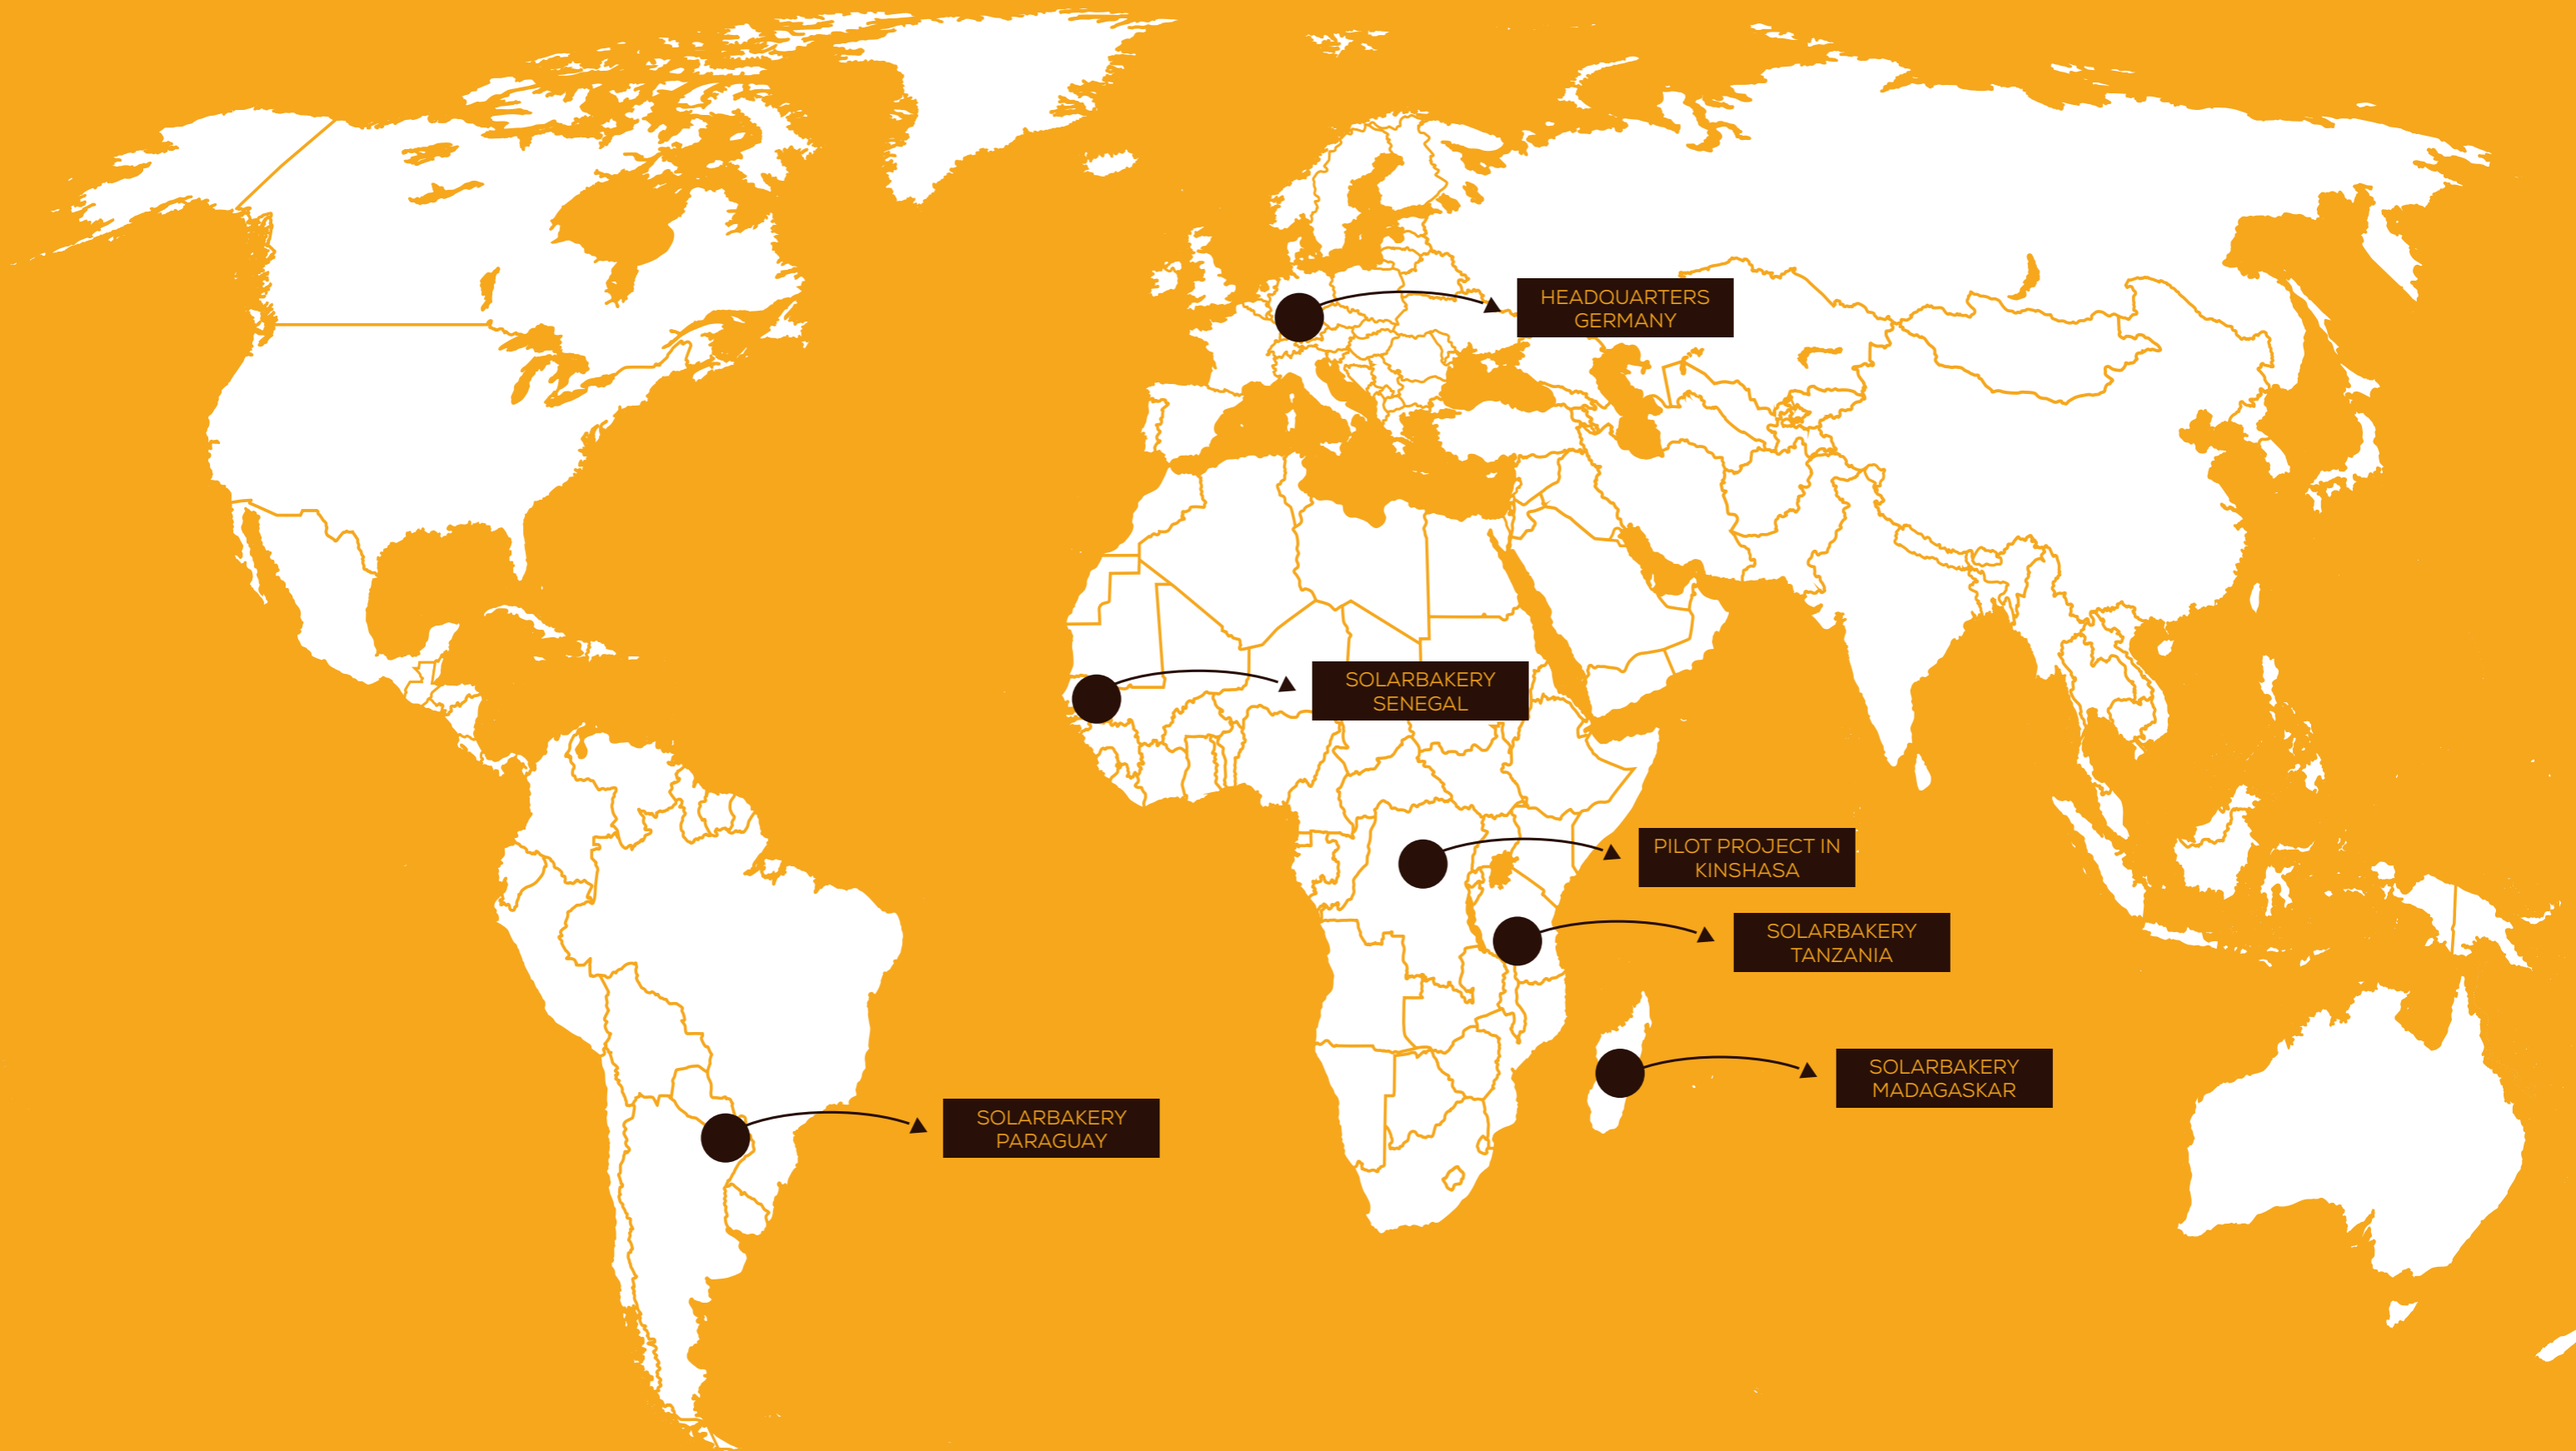 HEADQUARTERS
GERMANY
SOLARBAKERY
SENEGAL
PILOT PROJECT IN
KINSHASA
SOLARBAKERY
TANZANIA
SOLARBAKERY
MADAGASKAR
SOLARBAKERY
PARAGUAY